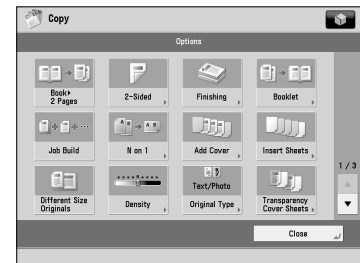 Copy
Options
Book▸
2 Pages
2-Sided
Finishing
Booklet
Job Build
N on 1
Add Cover
Insert Sheets
1 / 3
Different Size
Originals
Density
Text/Photo
Original Type
Transparency
Cover Sheets
Close